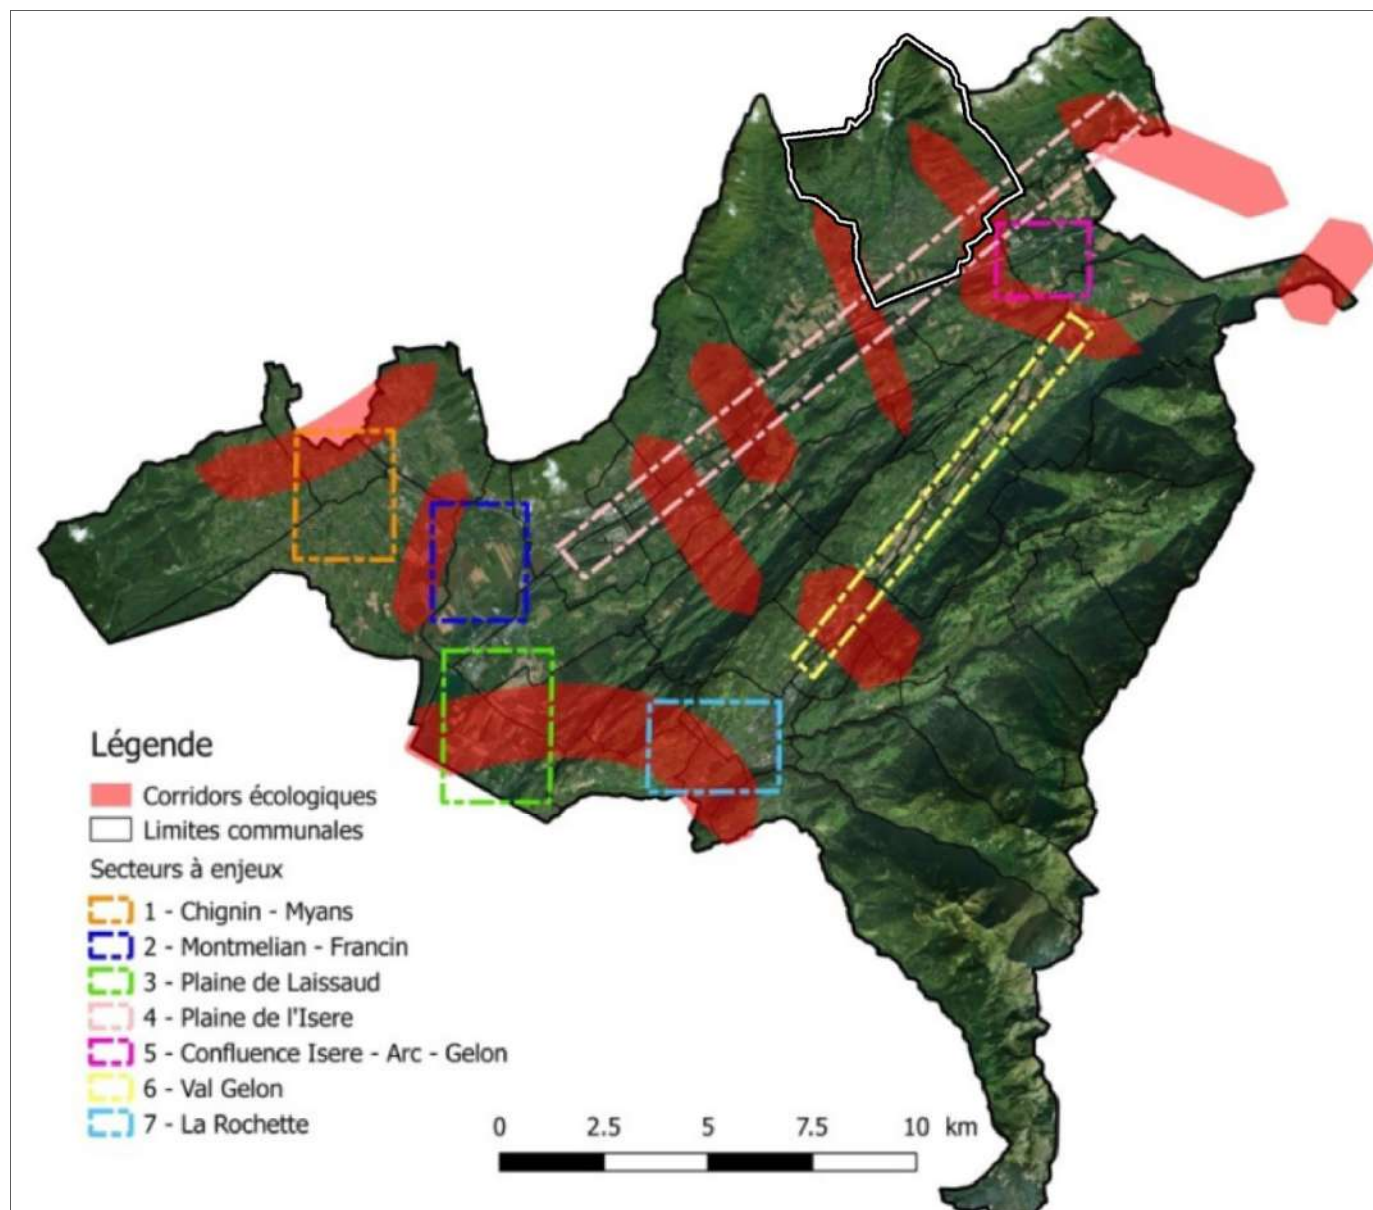 Légende
Corridors écologiques
Limites communales
Secteurs à enjeux
1 - Chignin - Myans
2 - Montmelian - Francin
3 - Plaine de Laissaud
4 - Plaine de l'Isere
5 - Confluence Isere - Arc - Gelon
6 - Val Gelon
7 - La Rochette
0 2.5 5 7.5 10 km